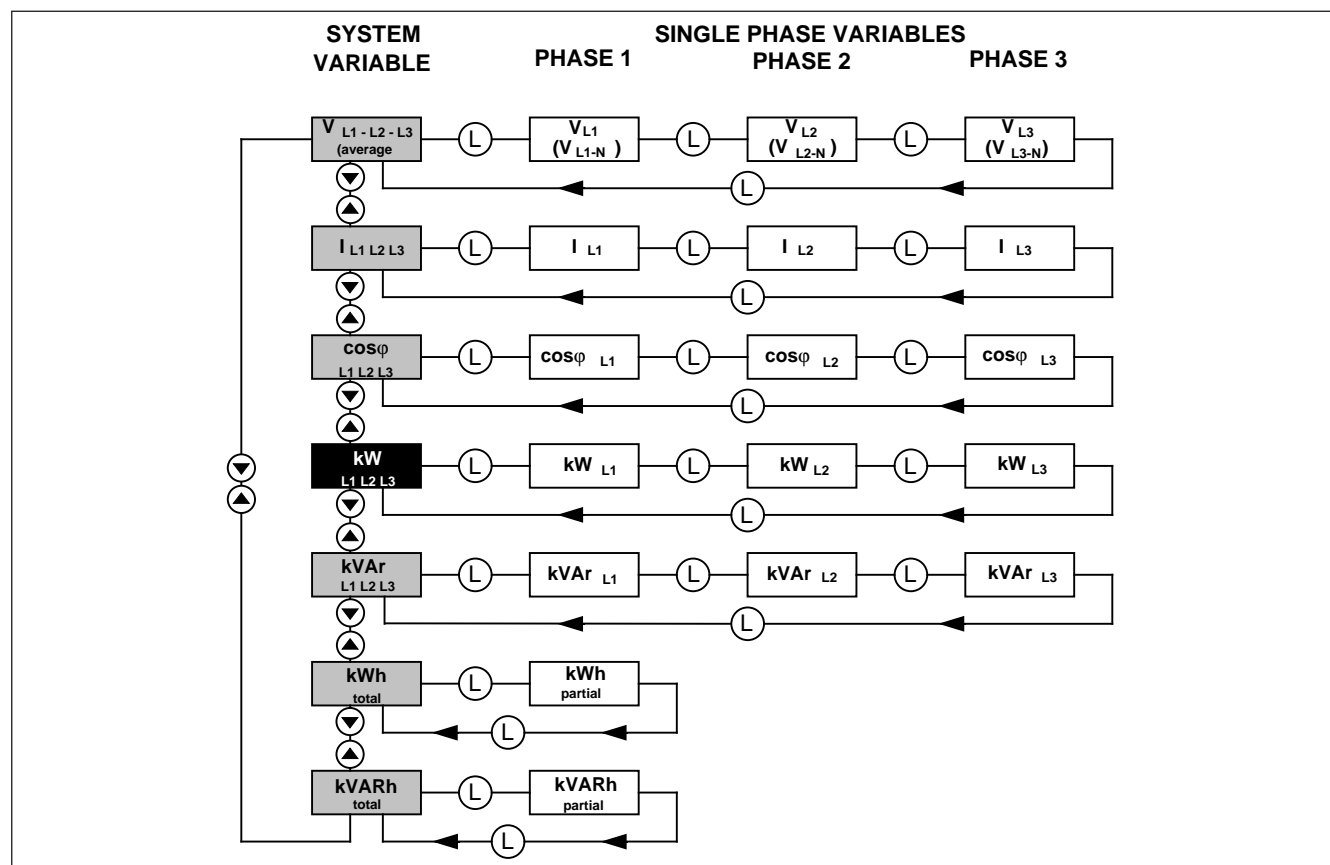 SYSTEM VARIABLE
SINGLE PHASE VARIABLES
PHASE 1
PHASE 2
PHASE 3
V L1 - L2 - L3
(average
L
V L1
(V L1-N )
L
V L2
(V L2-N )
L
V L3
(V L3-N)
L
I L1 L2 L3
L
I L1
L
I L2
L
I L3
L
cosφ
L1 L2 L3
L
cosφ L1
L
cosφ L2
L
cosφ L3
L
kW
L1 L2 L3
L
kW L1
L
kW L2
L
kW L3
L
kVAr
L1 L2 L3
L
kVAr L1
L
kVAr L2
L
kVAr L3
L
kWh
total
L
kWh
partial
L
kVARh
total
L
kVARh
partial
L